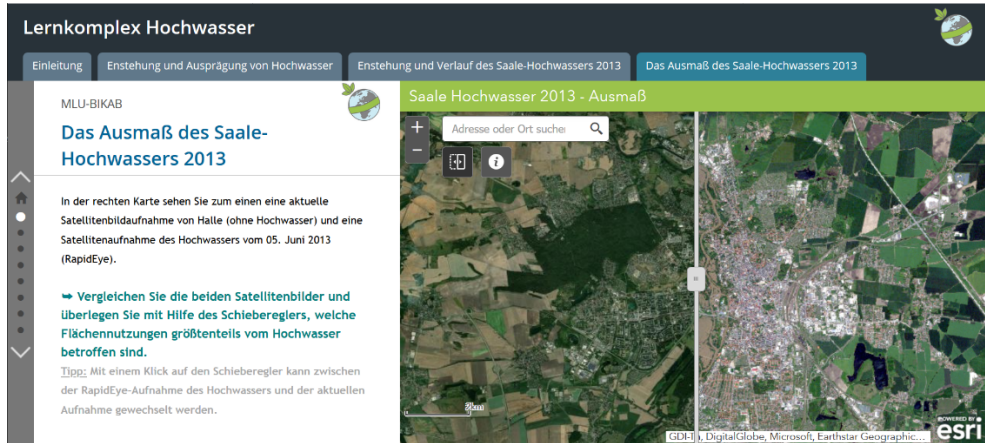 Lernkomplex Hochwasser
Einleitung
Enstehung und Ausprägung von Hochwasser
Enstehung und Verlauf des Saale-Hochwassers 2013
Das Ausmaß des Saale-Hochwassers 2013
MLU-BIKAB
Das Ausmaß des Saale-
Hochwassers 2013
In der rechten Karte sehen Sie zum einen eine aktuelle
Satellitenbildaufnahme von Halle (ohne Hochwasser) und eine
Satellitenaufnahme des Hochwassers vom 05. Juni 2013
(RapidEye).
➥ Vergleichen Sie die beiden Satellitenbilder und
überlegen Sie mit Hilfe des Schiebereglers, welche
Flächennutzungen größtenteils vom Hochwasser
betroffen sind.
Tipp: Mit einem Klick auf den Schieberegler kann zwischen
der RapidEye-Aufnahme des Hochwassers und der aktuellen
Aufnahme gewechselt werden.
Saale Hochwasser 2013 - Ausmaß
+
Adresse oder Ort suchen
−
i
DigitalGlobe, Microsoft, Earthstar Geographic...
POWERED BY
esri